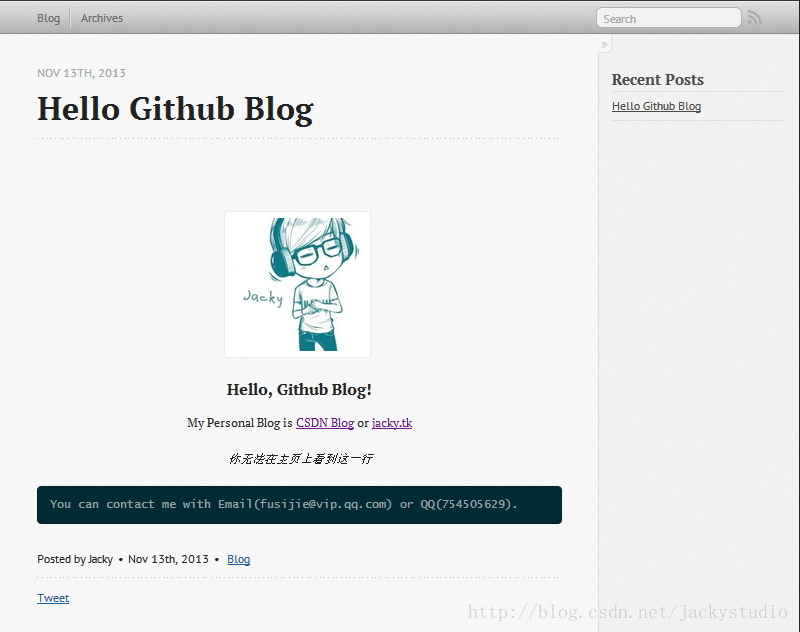 Blog Archives Search
»
NOV 13TH, 2013
Hello Github Blog
Recent Posts
Hello Github Blog
Jacky
Hello, Github Blog!
My Personal Blog is CSDN Blog or jacky.tk
你无法在主页上看到这一行
You can contact me with Email(fusijie@vip.qq.com) or QQ(754505629).
Posted by Jacky • Nov 13th, 2013 • Blog
Tweet
http://blog.csdn.net/jackystudio